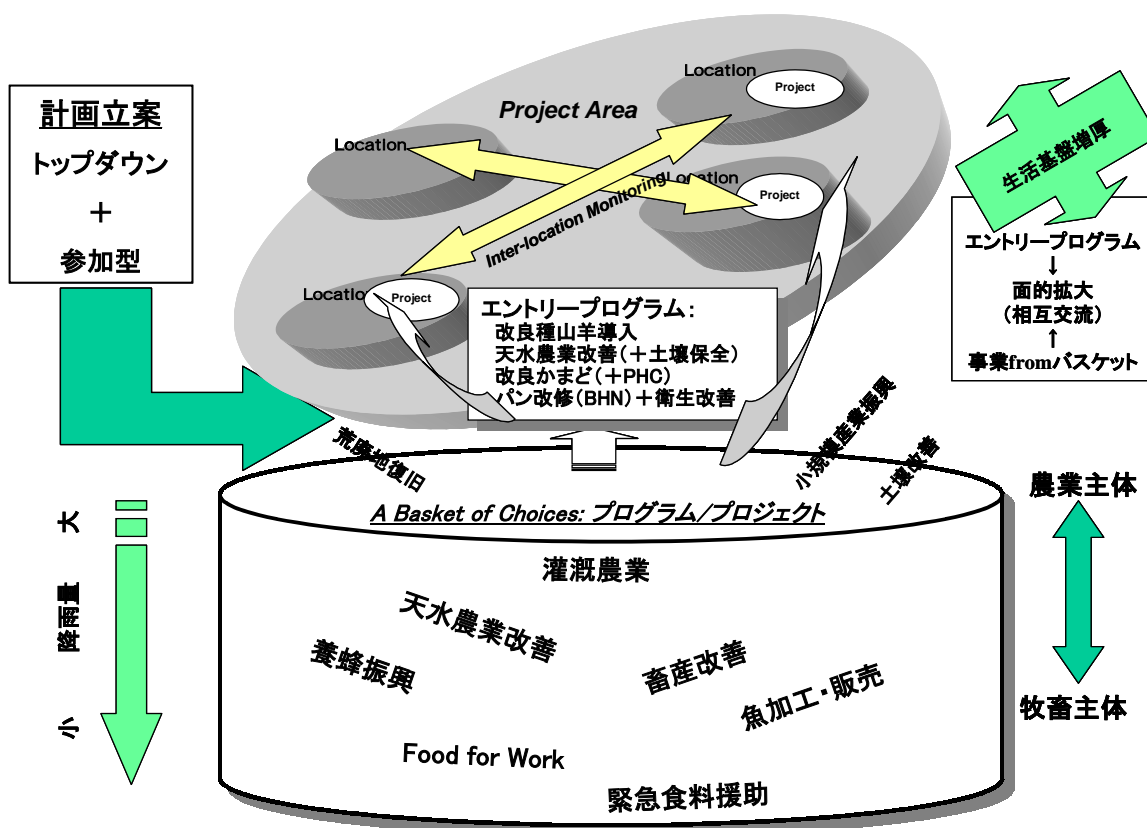 計画立案
トップダウン
+
参加型
Project Area
Location
Project
Location
Location
Project
Inter-location Monitoring
Location
Project
生活基盤増厚
エントリープログラム
↓
面的拡大
(相互交流)
↑
事業fromバスケット
エントリープログラム:
改良種山羊導入
天水農業改善(+土壌保全)
改良かまど(+PHC)
パン改修(BHN)+衛生改善
荒廃地復旧
小規模産業振興
土壌改善
A Basket of Choices: プログラム/プロジェクト
灌漑農業
天水農業改善
養蜂振興
畜産改善
魚加工・販売
Food for Work
緊急食料援助
大
降雨量
小
農業主体
牧畜主体